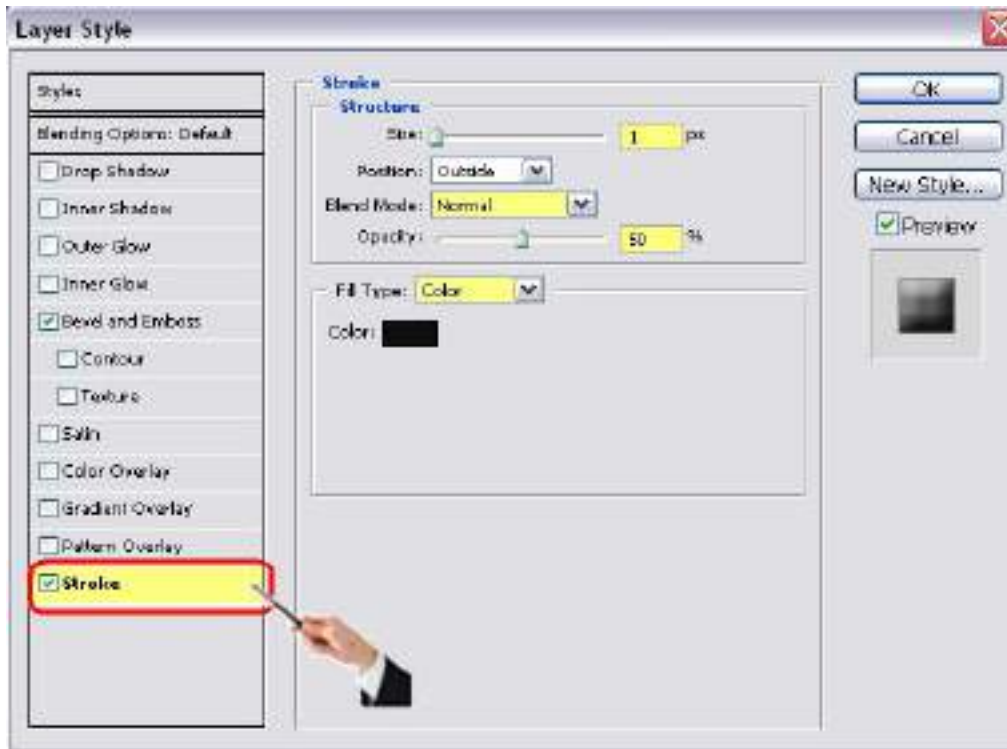 Layer Style
Styles
Blending Options: Default
Drop Shadow
Inner Shadow
Outer Glow
Inner Glow
Bevel and Emboss
Contour
Texture
Satin
Color Overlay
Gradient Overlay
Pattern Overlay
Stroke
Stroke
Structure
Size: 1 px
Position: Outside
Blend Mode: Normal
Opacity: 50 %
Fill Type: Color
Color:
OK
Cancel
New Style...
Preview